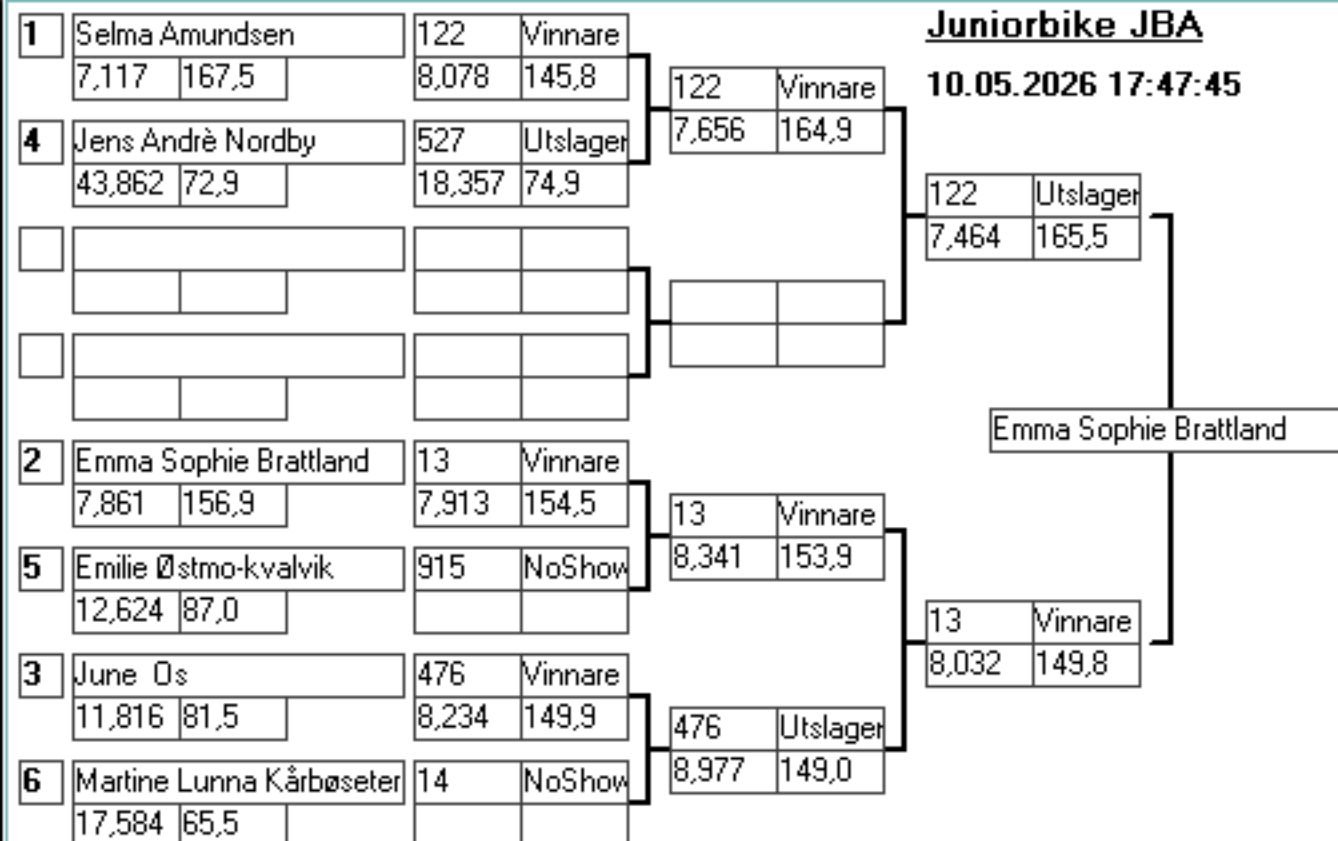 Juniorbike JBA
10.05.2026 17:47:45
1 Selma Amundsen 122 Vinnare
7,117 167,5 8,078 145,8
122 Vinnare
7,656 164,9
4 Jens Andrè Nordby 527 Utslager
43,862 72,9 18,357 74,9
122 Utslager
7,464 165,5
Emma Sophie Brattland
2 Emma Sophie Brattland 13 Vinnare
7,861 156,9 7,913 154,5
13 Vinnare
8,341 153,9
5 Emilie Østmo-kvalvik 915 NoShow
12,624 87,0
13 Vinnare
8,032 149,8
3 June Os 476 Vinnare
11,816 81,5 8,234 149,9
476 Utslager
8,977 149,0
6 Martine Lunna Kårbøseter 14 NoShow
17,584 65,5